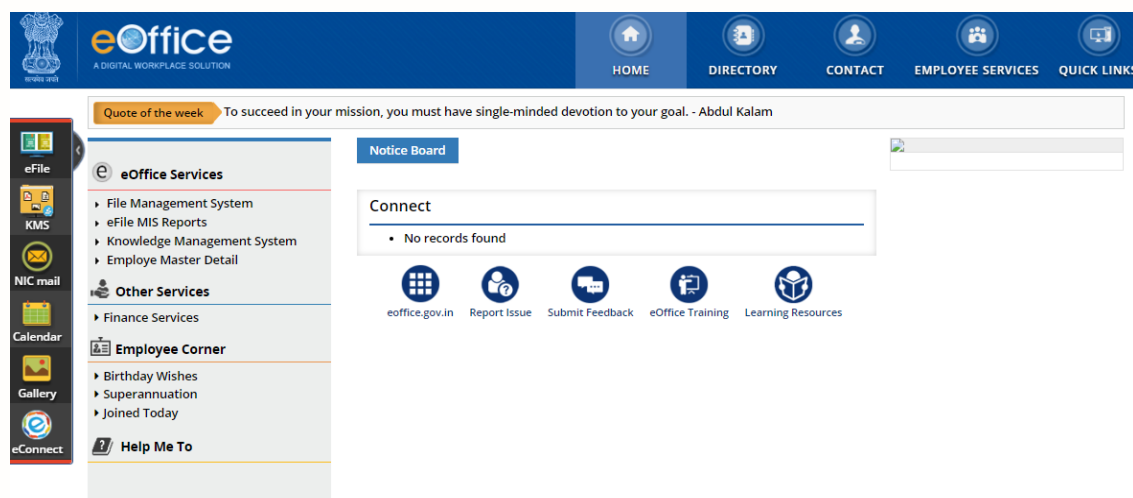 सत्यमेव जयते
eOffice
A DIGITAL WORKPLACE SOLUTION
HOME
DIRECTORY
CONTACT
EMPLOYEE SERVICES
QUICK LINKS
Quote of the week
To succeed in your mission, you must have single-minded devotion to your goal. - Abdul Kalam
eFile
KMS
NIC mail
Calendar
Gallery
eConnect
eOffice Services
File Management System
eFile MIS Reports
Knowledge Management System
Employe Master Detail
Other Services
Finance Services
Employee Corner
Birthday Wishes
Superannuation
Joined Today
Help Me To
Notice Board
Connect
No records found
eoffice.gov.in
Report Issue
Submit Feedback
eOffice Training
Learning Resources